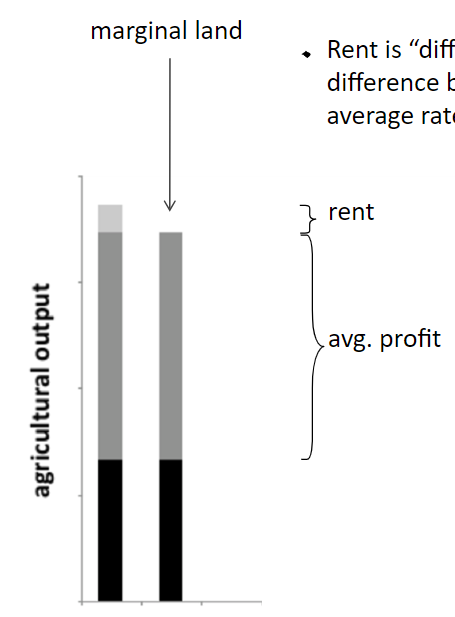 marginal land
• Rent is “diff
difference b
average rate
rent
avg. profit
agricultural output